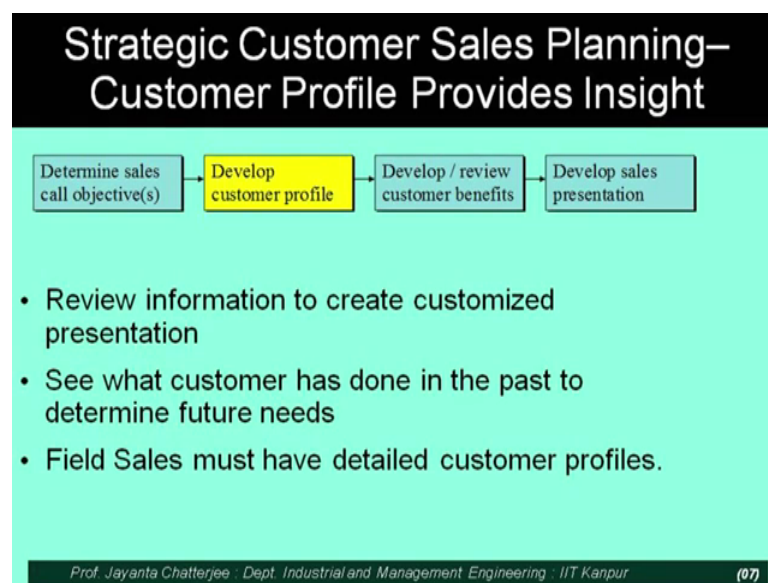 Strategic Customer Sales Planning–
Customer Profile Provides Insight
Determine sales
call objective(s)
Develop
customer profile
Develop / review
customer benefits
Develop sales
presentation
• Review information to create customized
presentation
• See what customer has done in the past to
determine future needs
• Field Sales must have detailed customer profiles.
Prof. Jayanta Chatterjee : Dept. Industrial and Management Engineering : IIT Kanpur (07)